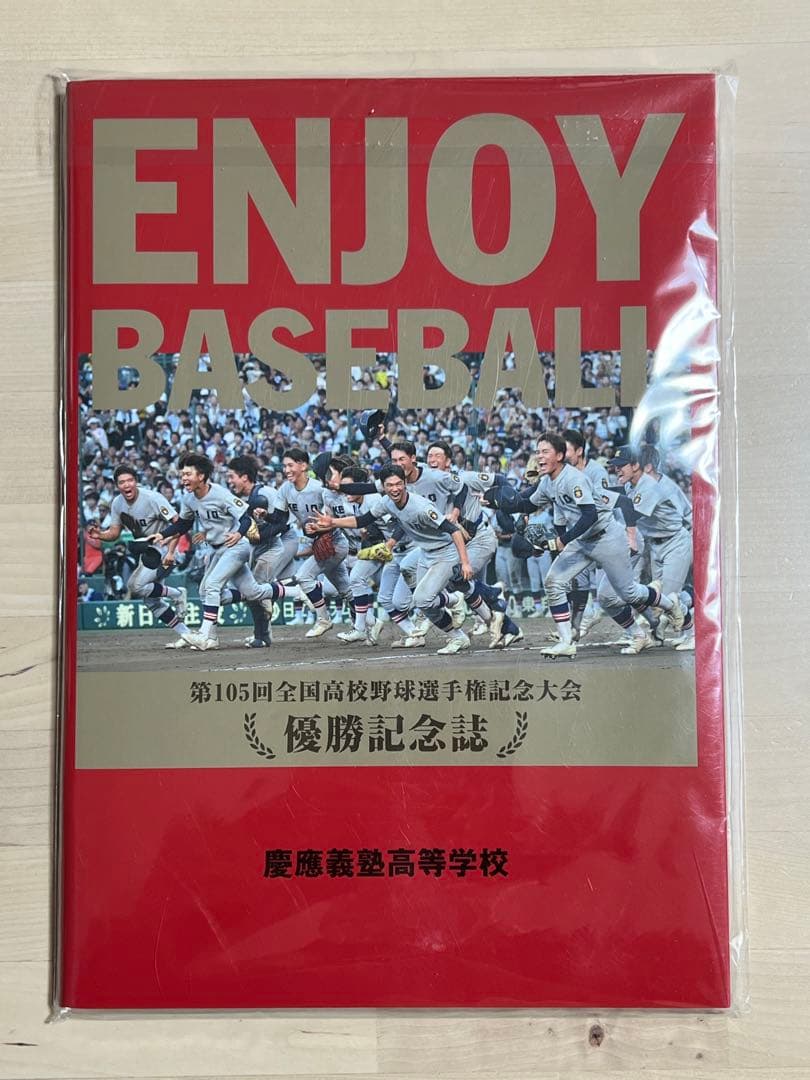 ENJOY
BASEBALL
KEIO
第105回全国高校野球選手権記念大会
優勝記念誌
慶應義塾高等学校